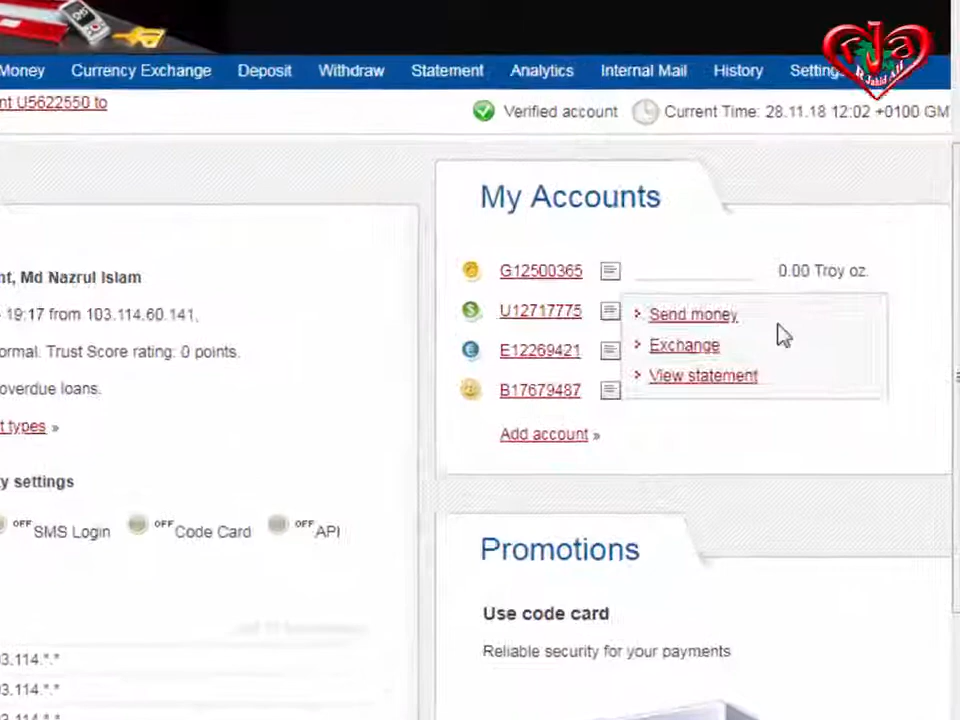 Money Currency Exchange Deposit Withdraw Statement Analytics Internal Mail History Settings
nt U5622550 to
Verified account Current Time: 28.11.18 12:02 +0100 GM
My Accounts
nt, Md Nazrul Islam
G12500365 0.00 Troy oz.
- 19:17 from 103.114.60.141,
U12717775 Send money
ormal. Trust Score rating: 0 points.
E12269421 Exchange
overdue loans.
B17679487 View statement
t types »
Add account »
y settings
OFF SMS Login OFF Code Card OFF API
Promotions
Use code card
Reliable security for your payments
03.114.*.*
03.114.*.*
03.114.*.*